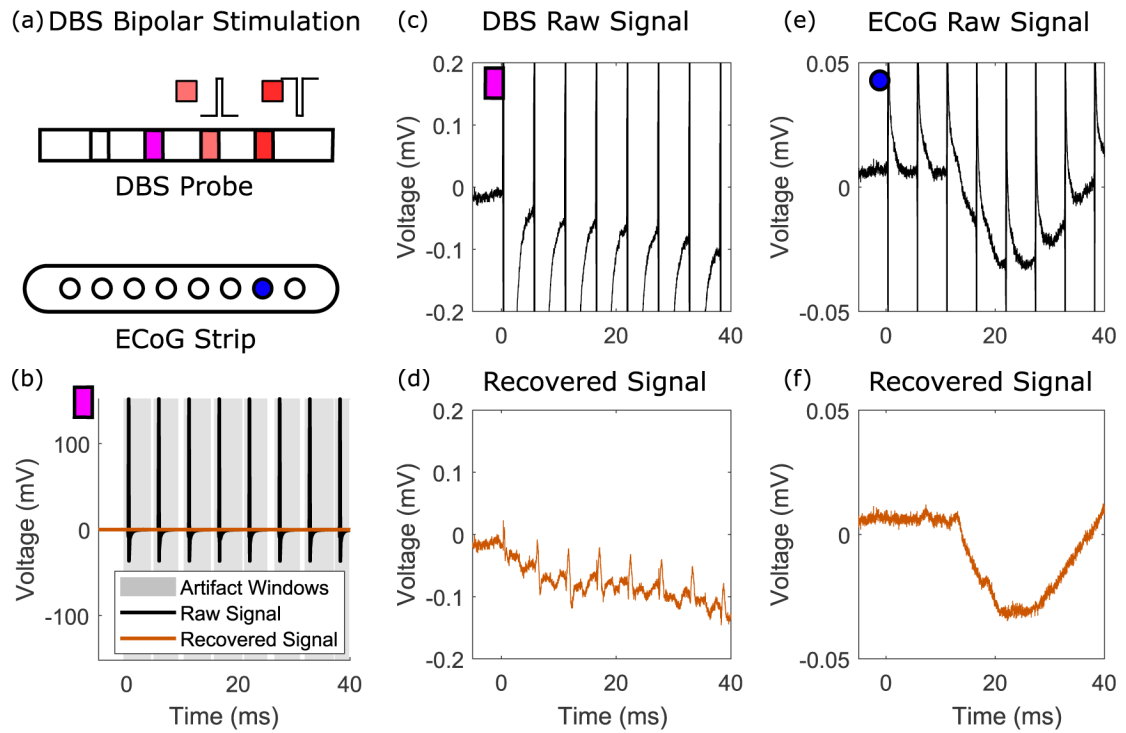 (a) DBS Bipolar Stimulation
DBS Probe
ECoG Strip
(b)
Voltage (mV)
100
0
-100
Artifact Windows
Raw Signal
Recovered Signal
0 20 40
Time (ms)
(c) DBS Raw Signal
Voltage (mV)
0.2
0.1
0
-0.1
-0.2
0 20 40
(d) Recovered Signal
Voltage (mV)
0.2
0.1
0
-0.1
-0.2
0 20 40
Time (ms)
(e) ECoG Raw Signal
Voltage (mV)
0.05
0
-0.05
0 20 40
(f) Recovered Signal
Voltage (mV)
0.05
0
-0.05
0 20 40
Time (ms)